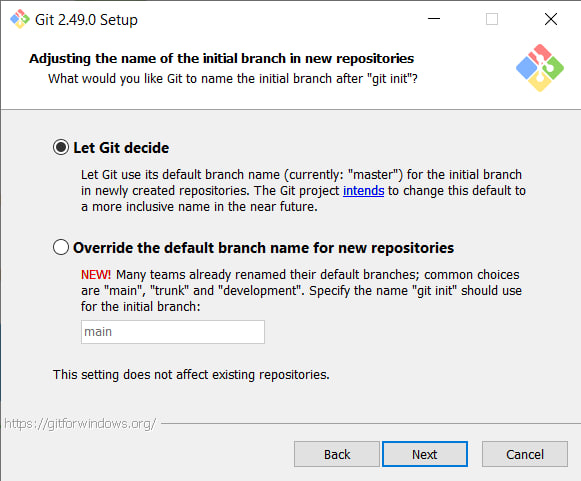 Git 2.49.0 Setup
Adjusting the name of the initial branch in new repositories
What would you like Git to name the initial branch after "git init"?
Let Git decide
Let Git use its default branch name (currently: "master") for the initial branch
in newly created repositories. The Git project intends to change this default to
a more inclusive name in the near future.
Override the default branch name for new repositories
NEW! Many teams already renamed their default branches; common choices
are "main", "trunk" and "development". Specify the name "git init" should use
for the initial branch:
main
This setting does not affect existing repositories.
https://gitforwindows.org/
Back
Next
Cancel